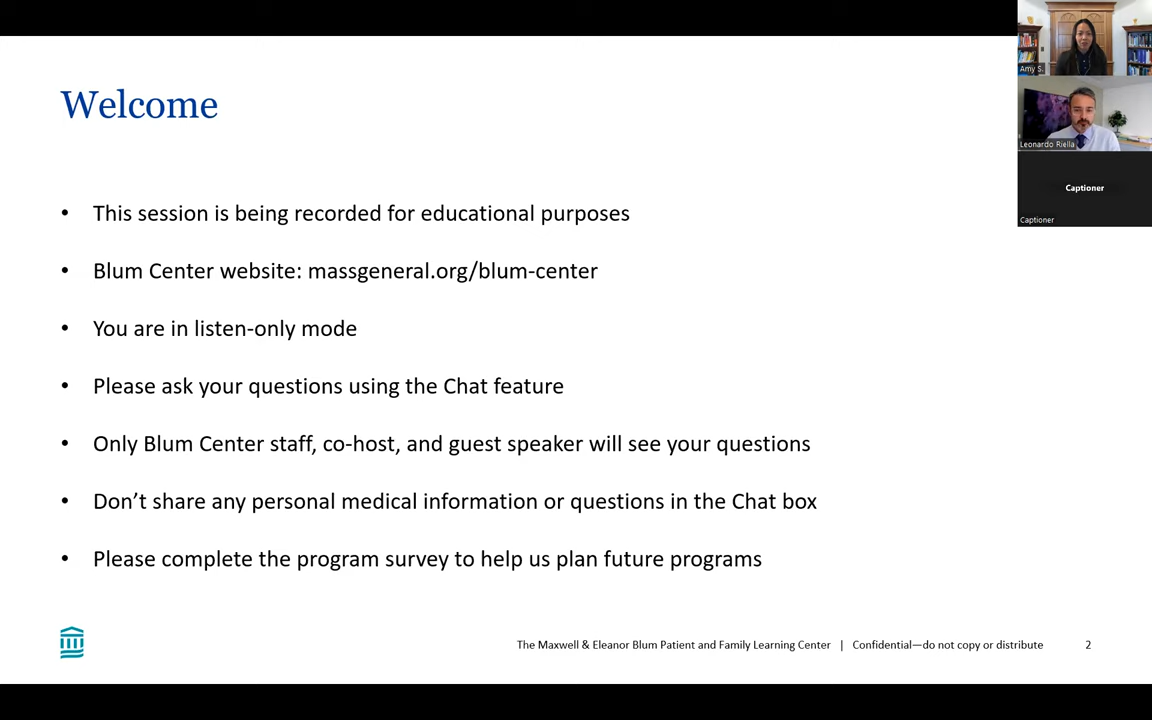 Welcome
• This session is being recorded for educational purposes
• Blum Center website: massgeneral.org/blum-center
• You are in listen-only mode
• Please ask your questions using the Chat feature
• Only Blum Center staff, co-host, and guest speaker will see your questions
• Don’t share any personal medical information or questions in the Chat box
• Please complete the program survey to help us plan future programs
The Maxwell & Eleanor Blum Patient and Family Learning Center | Confidential—do not copy or distribute 2
Amy S.
Leonardo Riella
Captioner
Captioner